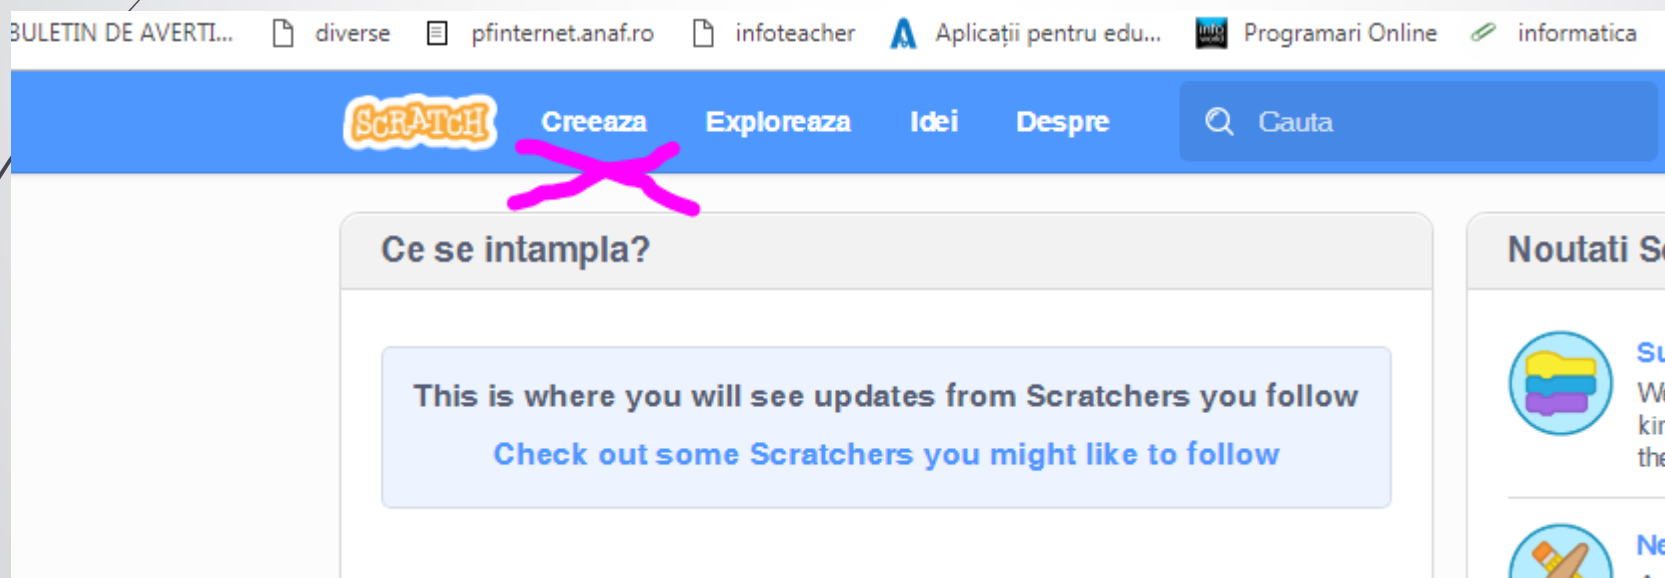 BULETIN DE AVERTI... diverse pfinternet.anaf.ro infoteacher Aplicații pentru edu... Programari Online informatica
SCRATCH Creeaza Exploreaza Idei Despre Cauta
Ce se intampla?
This is where you will see updates from Scratchers you follow
Check out some Scratchers you might like to follow
Noutati